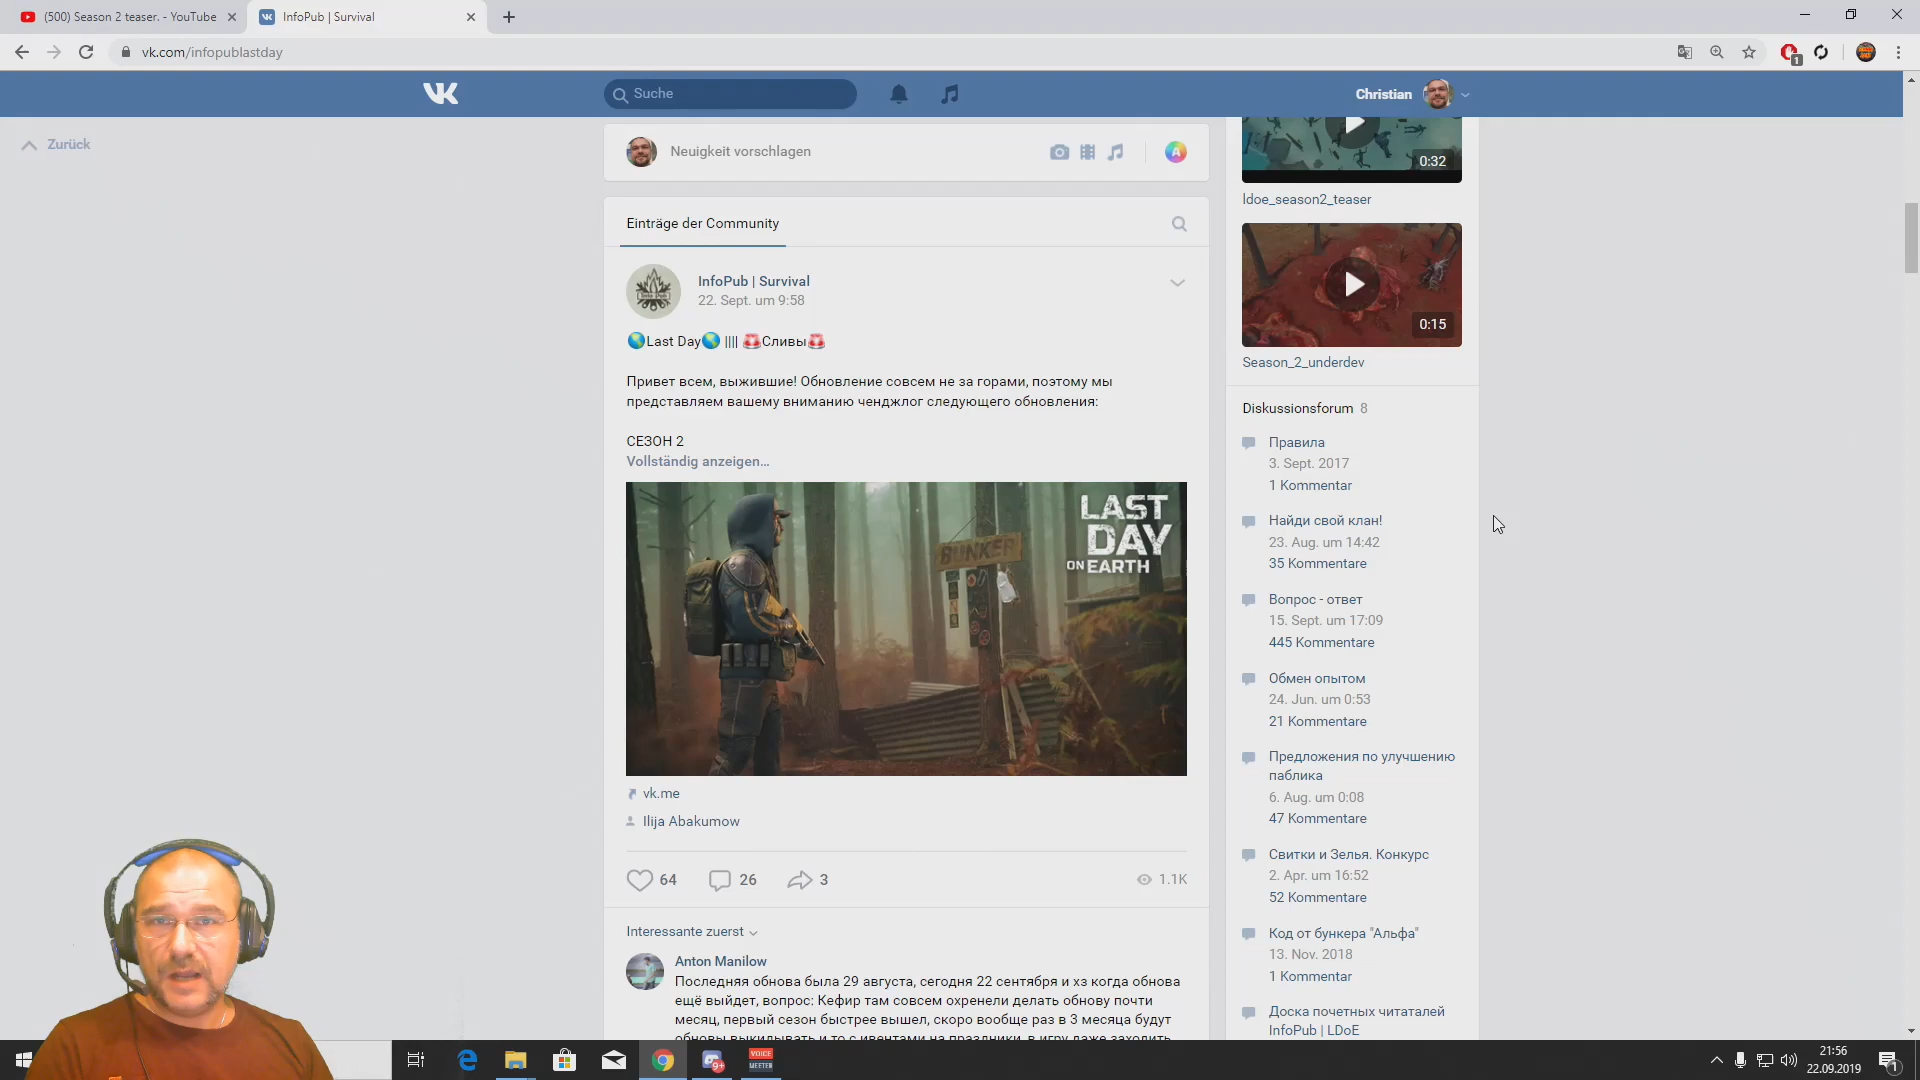 (500) Season 2 teaser. - YouTube
InfoPub | Survival
vk.com/infopublastday
1
Suche
Christian
Zurück
Neuigkeit vorschlagen
A
Einträge der Community
InfoPub | Survival
22. Sept. um 9:58
🌎Last Day🌎 |||| 🚨Сливы🚨
Привет всем, выжившие! Обновление совсем не за горами, поэтому мы
представляем вашему вниманию ченджлог следующего обновления:
СЕЗОН 2
Vollständig anzeigen...
BUNKER
LAST
DAY
ON EARTH
vk.me
Ilija Abakumow
64
26
3
1.1K
Interessante zuerst
Anton Manilow
Последняя обнова была 29 августа, сегодня 22 сентября и хз когда обнова
ещё выйдет, вопрос: Кефир там совсем охренели делать обнову почти
месяц, первый сезон быстрее вышел, скоро вообще раз в 3 месяца будут
обновы выкидывать и то с ивентами на праздники, в игру даже заходить
0:32
ldoe_season2_teaser
0:15
Season_2_underdev
Diskussionsforum 8
Правила
3. Sept. 2017
1 Kommentar
Найди свой клан!
23. Aug. um 14:42
35 Kommentare
Вопрос - ответ
15. Sept. um 17:09
445 Kommentare
Обмен опытом
24. Jun. um 0:53
21 Kommentare
Предложения по улучшению
паблика
6. Aug. um 0:08
47 Kommentare
Свитки и Зелья. Конкурс
2. Apr. um 16:52
52 Kommentare
Код от бункера "Альфа"
13. Nov. 2018
1 Kommentar
Доска почетных читаталей
InfoPub | LDoE
9+
VOICE
MEETER
21:56
22.09.2019
1